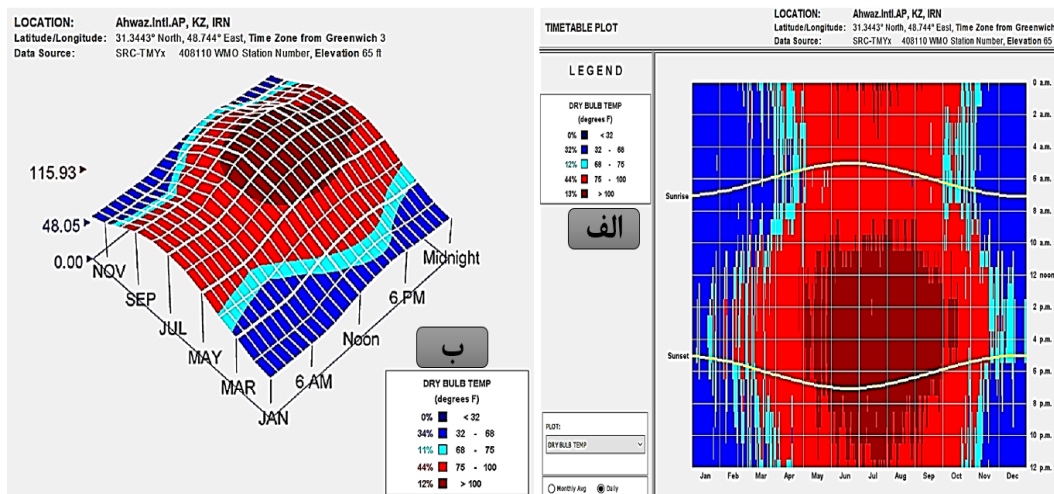 LOCATION: Ahwaz.Intl.AP, KZ, IRN
Latitude/Longitude: 31.3443° North, 48.744° East, Time Zone from Greenwich 3
Data Source: SRC-TMYx 408110 WMO Station Number, Elevation 65 ft
115.93
48.05
0.00
NOV
SEP
JUL
MAY
MAR
JAN
6 AM
Noon
6 PM
Midnight
ب
DRY BULB TEMP
(degrees F)
0% < 32
34% 32 - 68
11% 68 - 75
44% 75 - 100
12% > 100
TIMETABLE PLOT
LOCATION: Ahwaz.Intl.AP, KZ, IRN
Latitude/Longitude: 31.3443° North, 48.744° East, Time Zone from Greenwich
Data Source: SRC-TMYx 408110 WMO Station Number, Elevation 65
LEGEND
DRY BULB TEMP
(degrees F)
0% < 32
32% 32 - 68
12% 68 - 75
44% 75 - 100
13% > 100
الف
PLOT:
DRY BULB TEMP
Monthly Avg Daily
Sunrise
Sunset
0 a.m.
2 a.m.
4 a.m.
6 a.m.
8 a.m.
10 a.m.
12 noon
2 p.m.
4 p.m.
6 p.m.
8 p.m.
10 p.m.
12 p.m.
Jan Feb Mar Apr May Jun Jul Aug Sep Oct Nov Dec